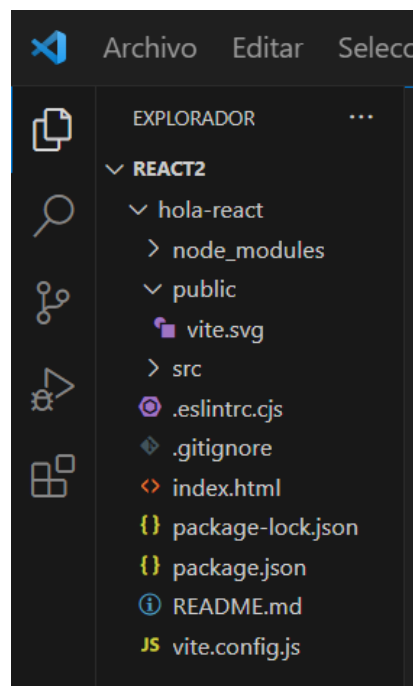 Archivo Editar
EXPLORADOR ...
REACT2
hola-react
node_modules
public
vite.svg
src
.eslintrc.cjs
.gitignore
index.html
{} package-lock.json
{} package.json
README.md
JS vite.config.js